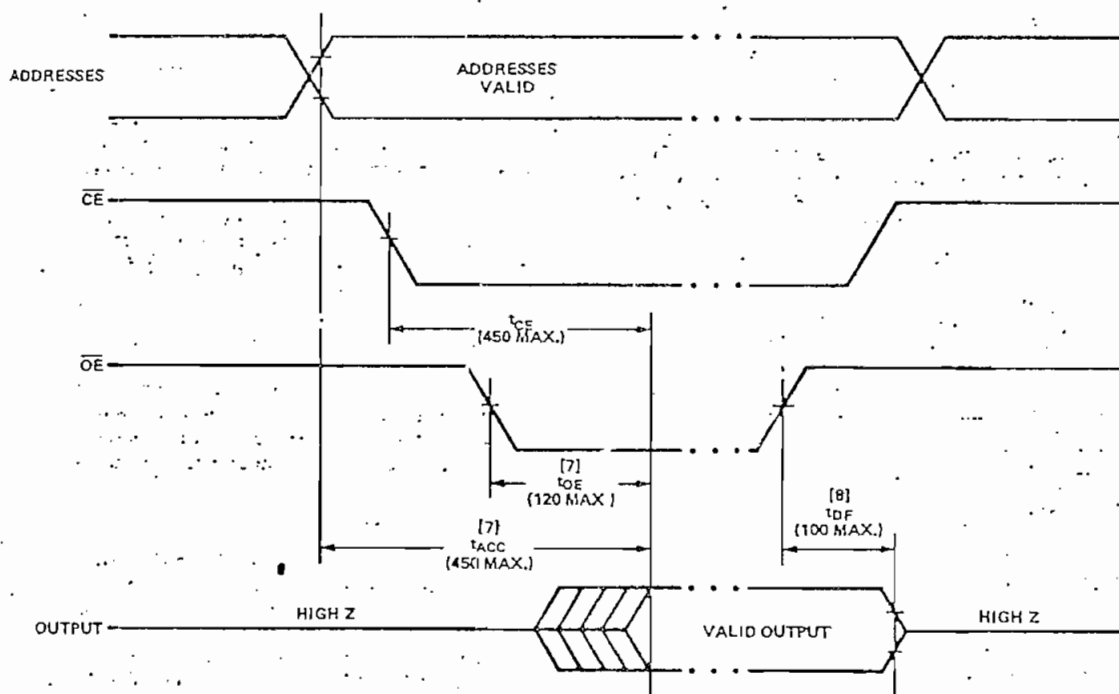 ADDRESSES
ADDRESSES
VALID
CE
tCE
(450 MAX.)
OE
[7]
tOE
(120 MAX.)
[8]
tDF
(100 MAX.)
[7]
tACC
(450 MAX.)
OUTPUT
HIGH Z
VALID OUTPUT
HIGH Z